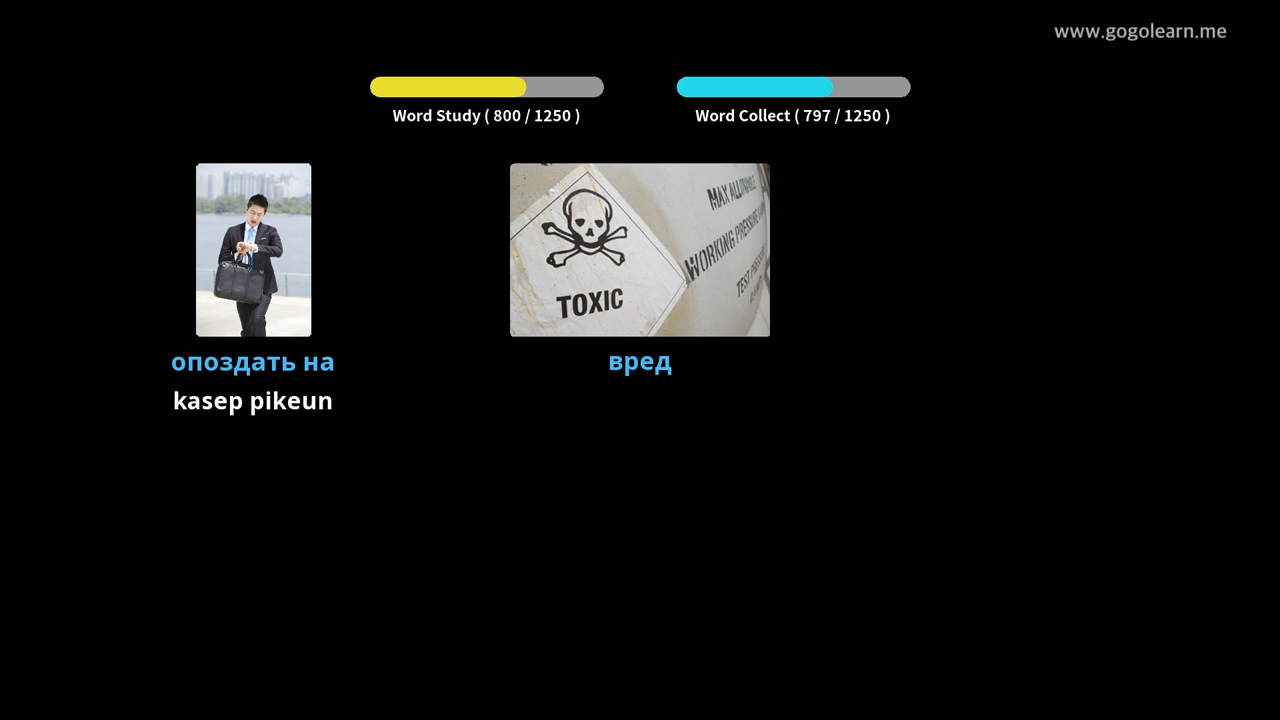 www.gogolearn.me
Word Study ( 800 / 1250 )
Word Collect ( 797 / 1250 )
MAX ALLOWABLE
WORKING PRESSURE
TEST PRESS
TOXIC
опоздать на
вред
kasep pikeun